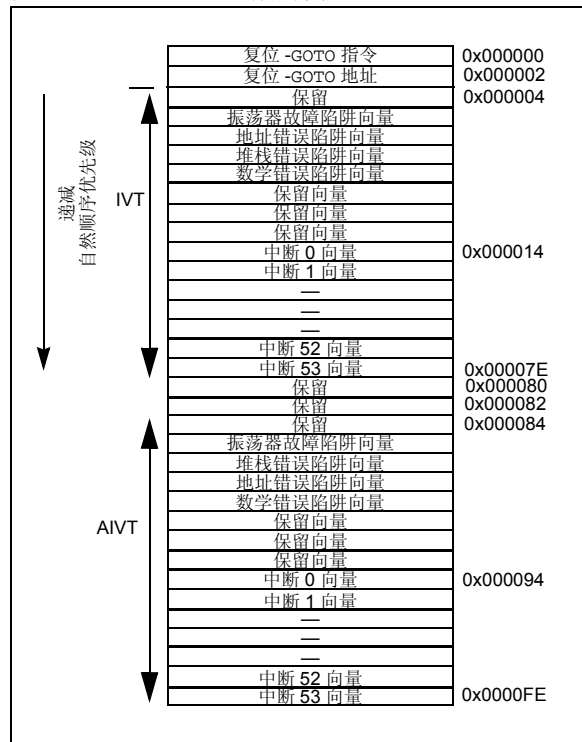 复位 -GOTO 指令 0x000000
复位 -GOTO 地址 0x000002
保留 0x000004
振荡器故障陷阱向量
地址错误陷阱向量
堆栈错误陷阱向量
数学错误陷阱向量
保留向量
保留向量
保留向量
中断 0 向量 0x000014
中断 1 向量
—
—
—
中断 52 向量
中断 53 向量 0x00007E
保留 0x000080
保留 0x000082
保留 0x000084
振荡器故障陷阱向量
堆栈错误陷阱向量
地址错误陷阱向量
数学错误陷阱向量
保留向量
保留向量
保留向量
中断 0 向量 0x000094
中断 1 向量
—
—
—
中断 52 向量
中断 53 向量 0x0000FE
递减
自然顺序优先级
IVT
AIVT